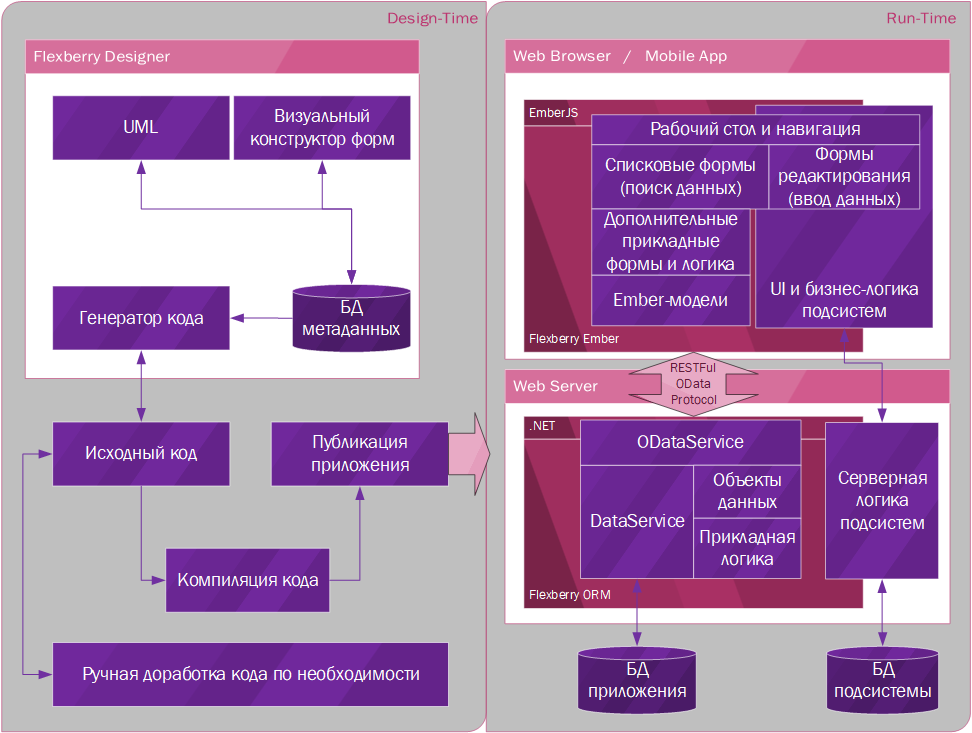 Design-Time
Flexberry Designer
UML
Визуальный
конструктор форм
Генератор кода
БД
метаданных
Исходный код
Публикация
приложения
Компиляция кода
Ручная доработка кода по необходимости
Run-Time
Web Browser / Mobile App
EmberJS
Рабочий стол и навигация
Списковые формы
(поиск данных)
Формы
редактирования
(ввод данных)
Дополнительные
прикладные
формы и логика
Ember-модели
UI и бизнес-логика
подсистем
Flexberry Ember
RESTFul
OData
Protocol
Web Server
.NET
ODataService
DataService
Объекты
данных
Прикладная
логика
Серверная
логика
подсистем
Flexberry ORM
БД
приложения
БД
подсистемы